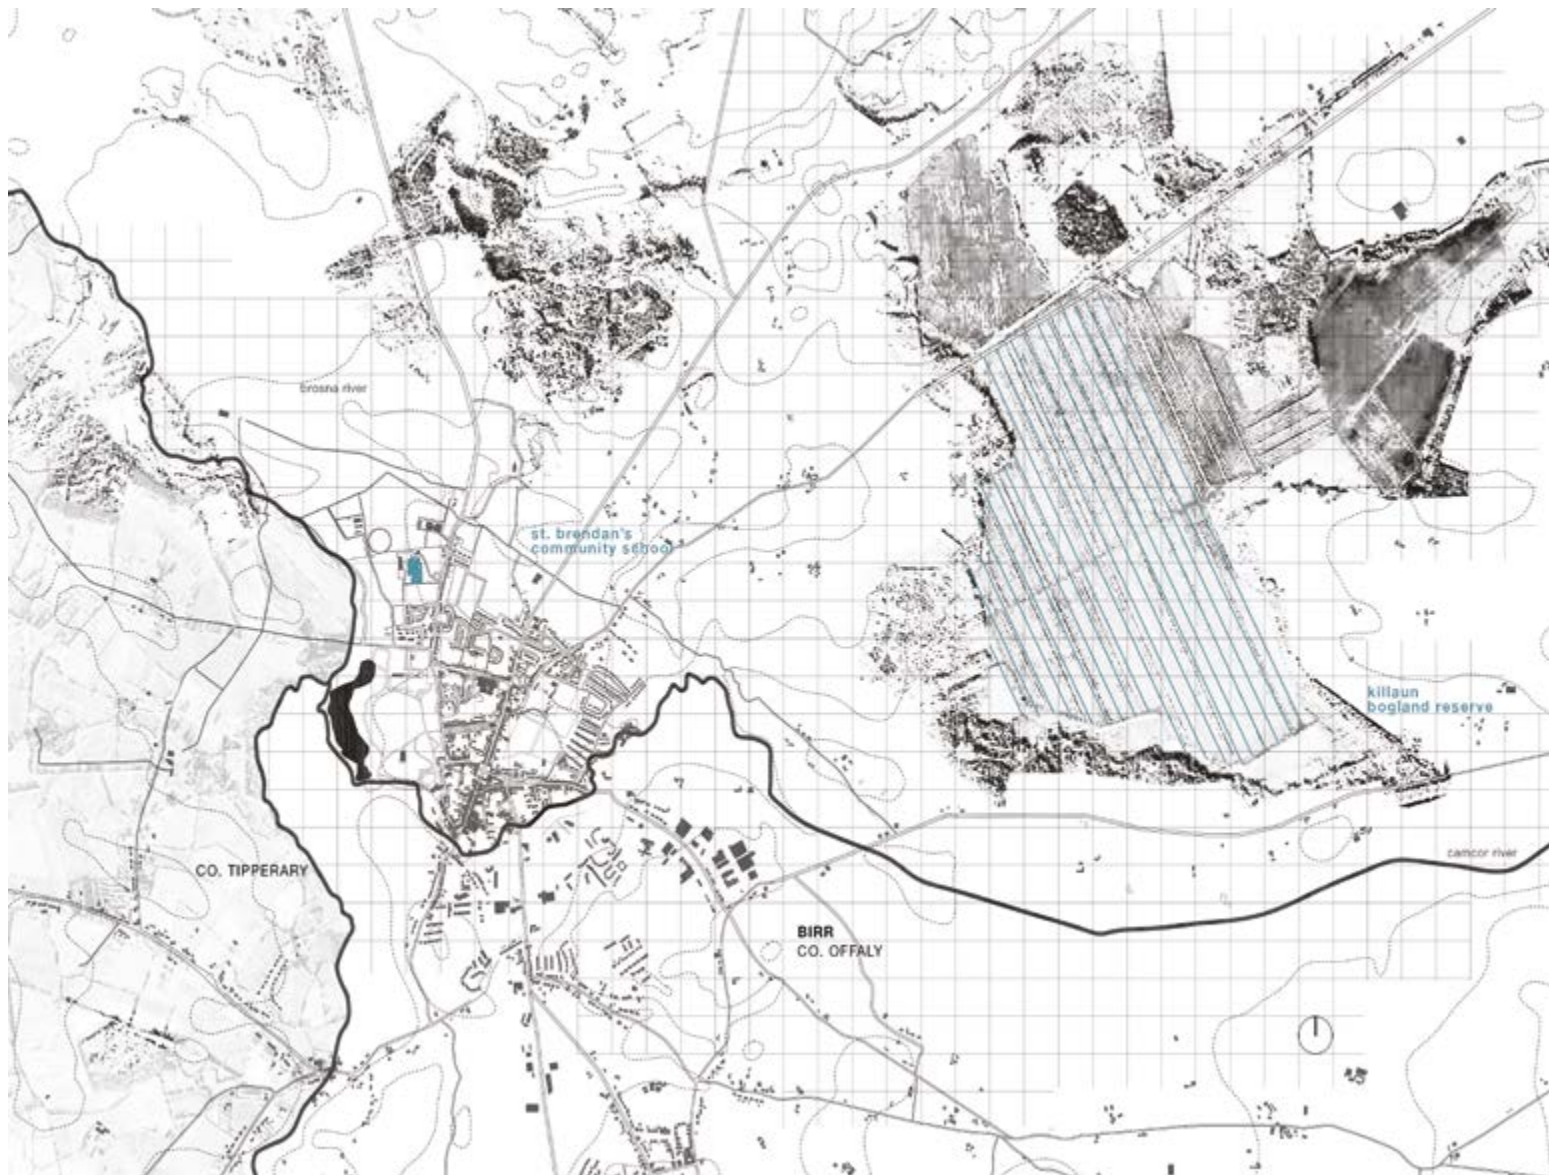 brosna river
st. brendan's
community school
killaun
bogland reserve
camcor river
CO. TIPPERARY
BIRR
CO. OFFALY